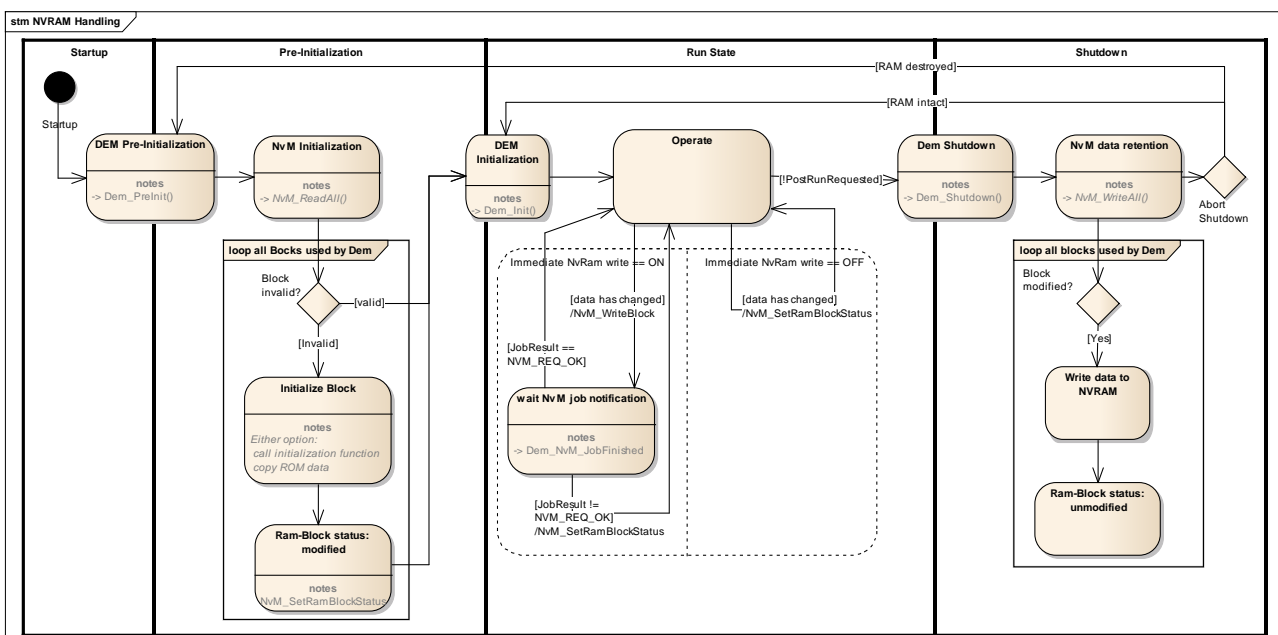 stm NVRAM Handling
Startup
Pre-Initialization
Run State
Shutdown
[RAM destroyed]
[RAM intact]
Startup
DEM Pre-Initialization
notes
-> Dem_PreInit()
NvM Initialization
notes
-> NvM_ReadAll()
DEM
Initialization
notes
-> Dem_Init()
Operate
[!PostRunRequested]
Dem Shutdown
notes
-> Dem_Shutdown()
NvM data retention
notes
-> NvM_WriteAll()
Abort
Shutdown
loop all Bocks used by Dem
Block
invalid?
[valid]
[Invalid]
Initialize Block
notes
Either option:
call initialization function
copy ROM data
Ram-Block status:
modified
notes
NvM_SetRamBlockStatus
Immediate NvRam write == ON
[data has changed]
/NvM_WriteBlock
[JobResult ==
NVM_REQ_OK]
wait NvM job notification
notes
-> Dem_NvM_JobFinished
[JobResult !=
NVM_REQ_OK]
/NvM_SetRamBlockStatus
Immediate NvRam write == OFF
[data has changed]
/NvM_SetRamBlockStatus
loop all blocks used by Dem
Block
modified?
[Yes]
Write data to
NVRAM
Ram-Block status:
unmodified